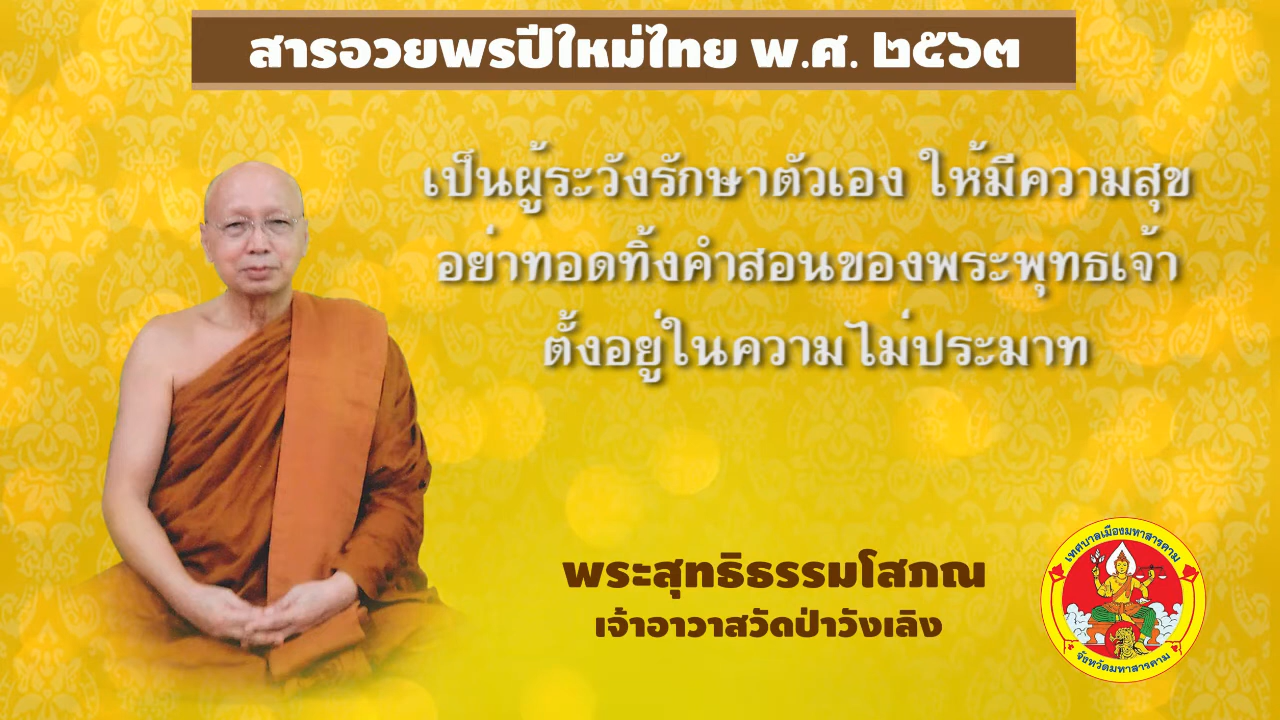 สารอวยพรปีใหม่ไทย พ.ศ. ๒๕๖๓
เป็นผู้ระวังรักษาตัวเอง ให้มีความสุข
อย่าทอดทิ้งคำสอนของพระพุทธเจ้า
ตั้งอยู่ในความไม่ประมาท
พระสุทธิธรรมโสภณ
เจ้าอาวาสวัดป่าวังเลิง
เทศบาลเมืองมหาสารคาม
จังหวัดมหาสารคาม